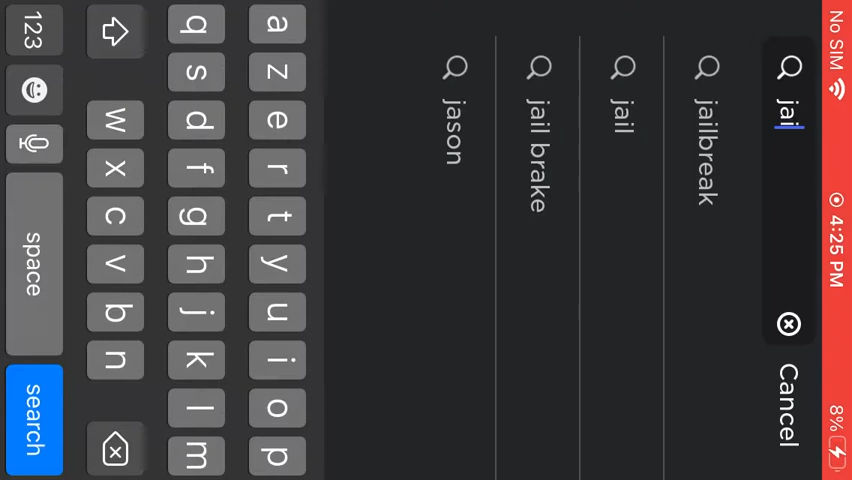 No SIM 4:25 PM 8%
jai Cancel
jailbreak
jail
jail brake
jason
a z e r t y u i o p
q s d f g h j k l m
w x c v b n
123 space search